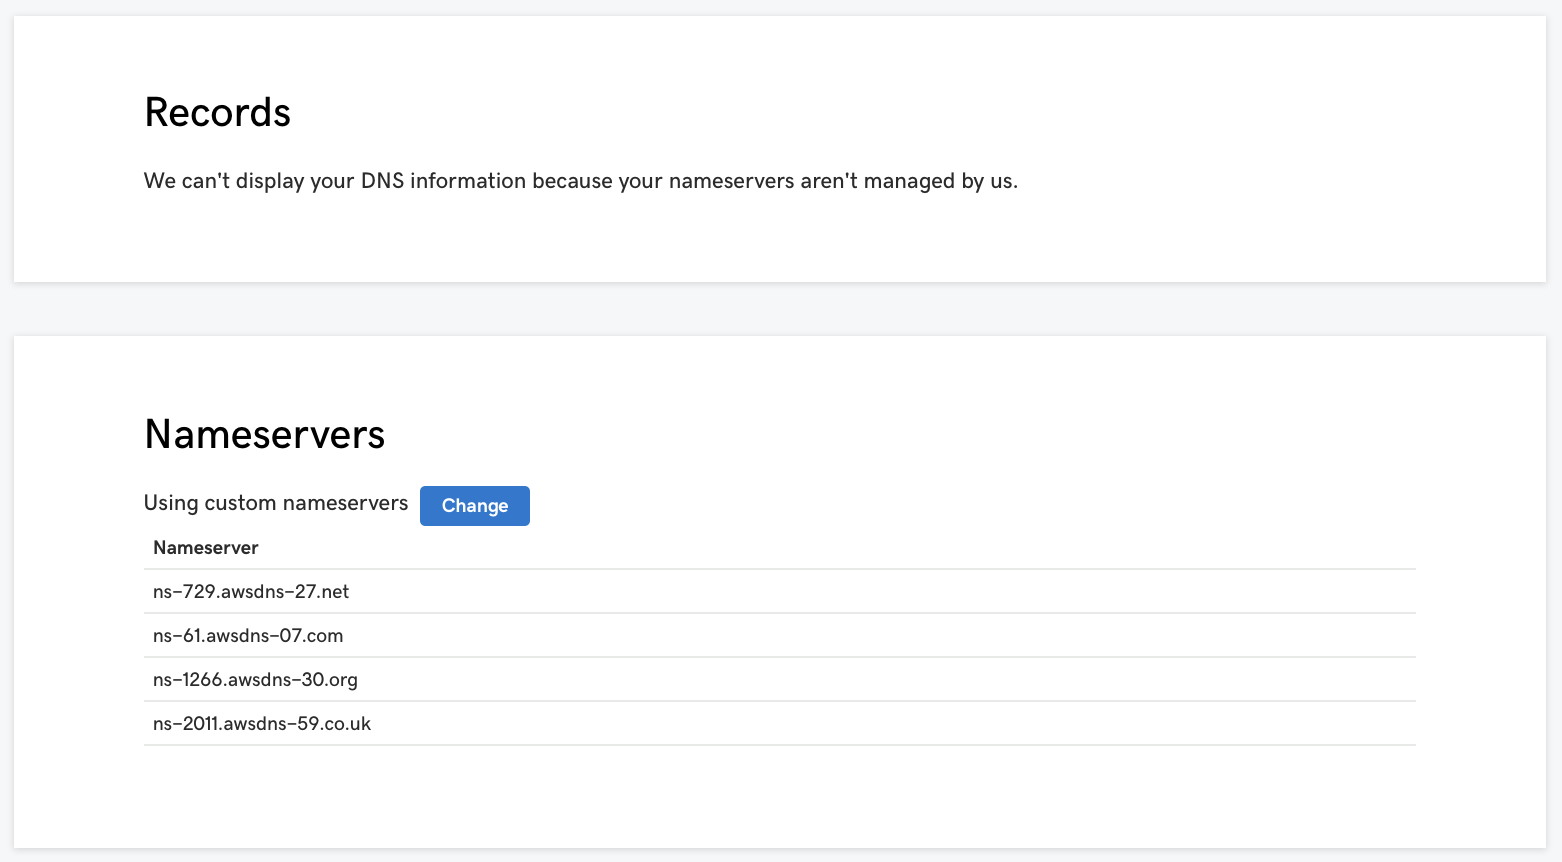 Records
We can't display your DNS information because your nameservers aren't managed by us.
Nameservers
Using custom nameservers Change
Nameserver
ns-729.awsdns-27.net
ns-61.awsdns-07.com
ns-1266.awsdns-30.org
ns-2011.awsdns-59.co.uk